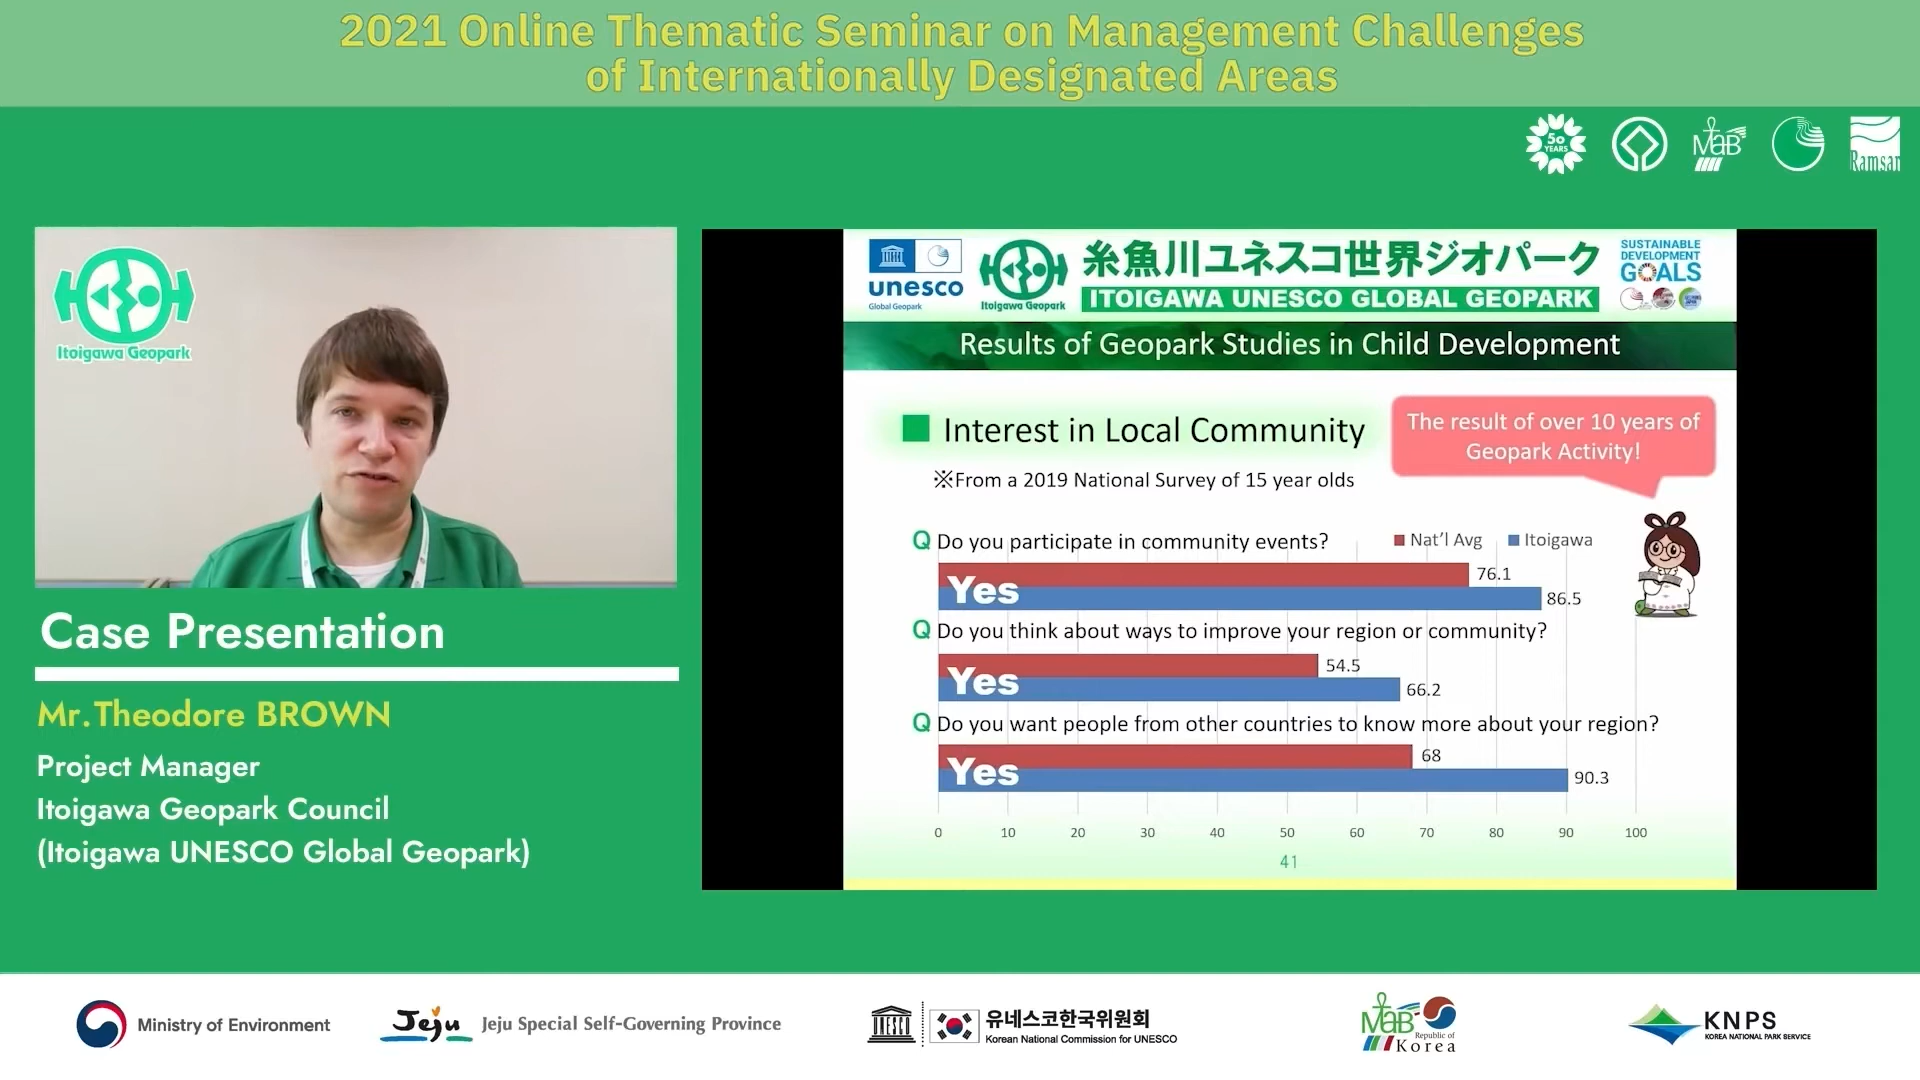 2021 Online Thematic Seminar on Management Challenges
of Internationally Designated Areas
50
YEARS
MaB
Ramsar
Itoigawa Geopark
Case Presentation
Mr.Theodore BROWN
Project Manager
Itoigawa Geopark Council
(Itoigawa UNESCO Global Geopark)
unesco
Global Geopark
Itoigawa Geopark
糸魚川ユネスコ世界ジオパーク
ITOIGAWA UNESCO GLOBAL GEOPARK
SUSTAINABLE
DEVELOPMENT
GOALS
Results of Geopark Studies in Child Development
Interest in Local Community
※From a 2019 National Survey of 15 year olds
The result of over 10 years of
Geopark Activity!
Q Do you participate in community events?
Nat'l Avg Itoigawa
Yes
76.1
86.5
Q Do you think about ways to improve your region or community?
Yes
54.5
66.2
Q Do you want people from other countries to know more about your region?
Yes
68
90.3
0 10 20 30 40 50 60 70 80 90 100
41
Ministry of Environment
Jeju
Jeju Special Self-Governing Province
UNESCO
유네스코한국위원회
Korean National Commission for UNESCO
MaB
Republic of
Korea
KNPS
KOREA NATIONAL PARK SERVICE